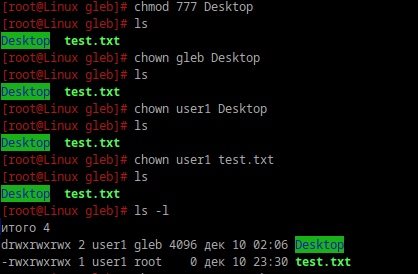 [root@Linux gleb]# chmod 777 Desktop
[root@Linux gleb]# ls
Desktop  test.txt
[root@Linux gleb]# chown gleb Desktop
[root@Linux gleb]# ls
Desktop  test.txt
[root@Linux gleb]# chown user1 Desktop
[root@Linux gleb]# ls
Desktop  test.txt
[root@Linux gleb]# chown user1 test.txt
[root@Linux gleb]# ls
Desktop  test.txt
[root@Linux gleb]# ls -l
итого 4
drwxrwxrwx 2 user1 gleb 4096 дек 10 02:06 Desktop
-rwxrwxrwx 1 user1 root    0 дек 10 23:30 test.txt